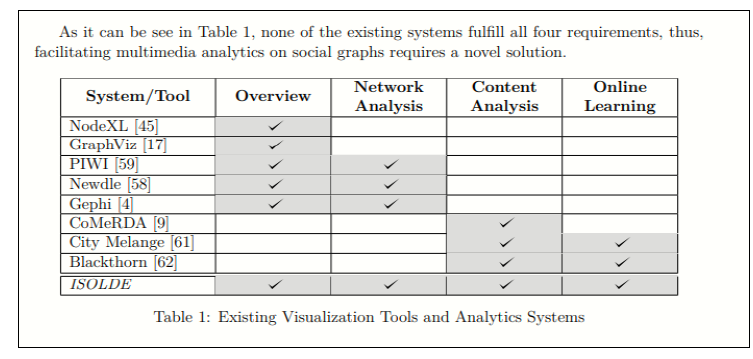 As it can be see in Table 1, none of the existing systems fulfill all four requirements, thus,
facilitating multimedia analytics on social graphs requires a novel solution.
System/Tool Overview Network Analysis Content Analysis Online Learning
NodeXL [45] ✓
GraphViz [17] ✓
PIWI [59] ✓ ✓
Newdle [58] ✓ ✓
Gephi [4] ✓ ✓
CoMeRDA [9] ✓
City Melange [61] ✓ ✓
Blackthorn [62] ✓ ✓
ISOLDE ✓ ✓ ✓ ✓
Table 1: Existing Visualization Tools and Analytics Systems